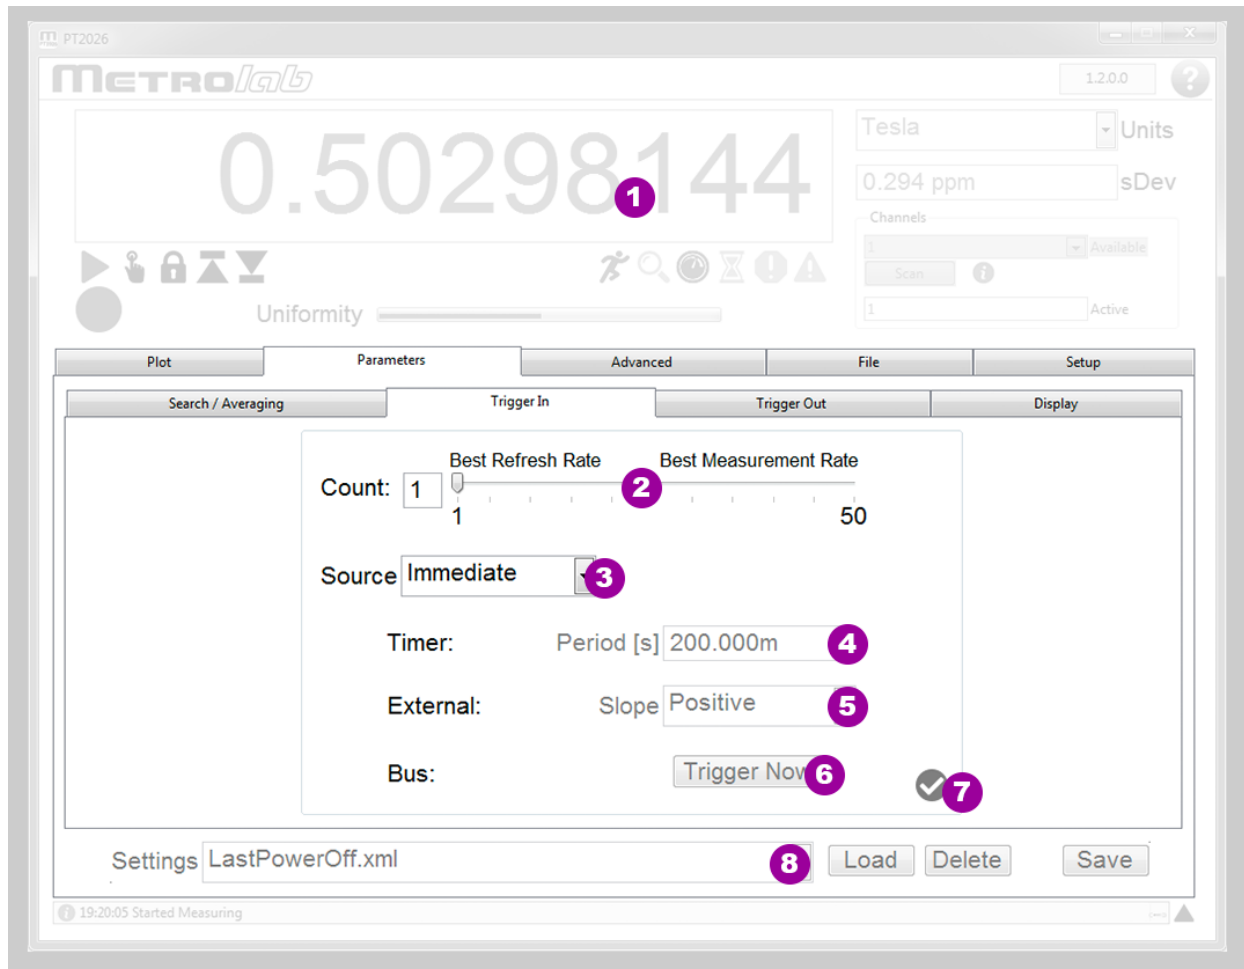 PT2026
METROlab
1.2.0.0
?
0.50298144
1
Tesla
Units
0.294 ppm
sDev
Channels
1
Available
Scan
1
Active
Uniformity
Plot
Parameters
Advanced
File
Setup
Search / Averaging
Trigger In
Trigger Out
Display
Best Refresh Rate
Best Measurement Rate
Count:
1
2
1
50
Source
Immediate
3
Timer:
Period [s]
200.000m
4
External:
Slope
Positive
5
Bus:
Trigger Now
6
7
Settings
LastPowerOff.xml
8
Load
Delete
Save
19:20:05 Started Measuring